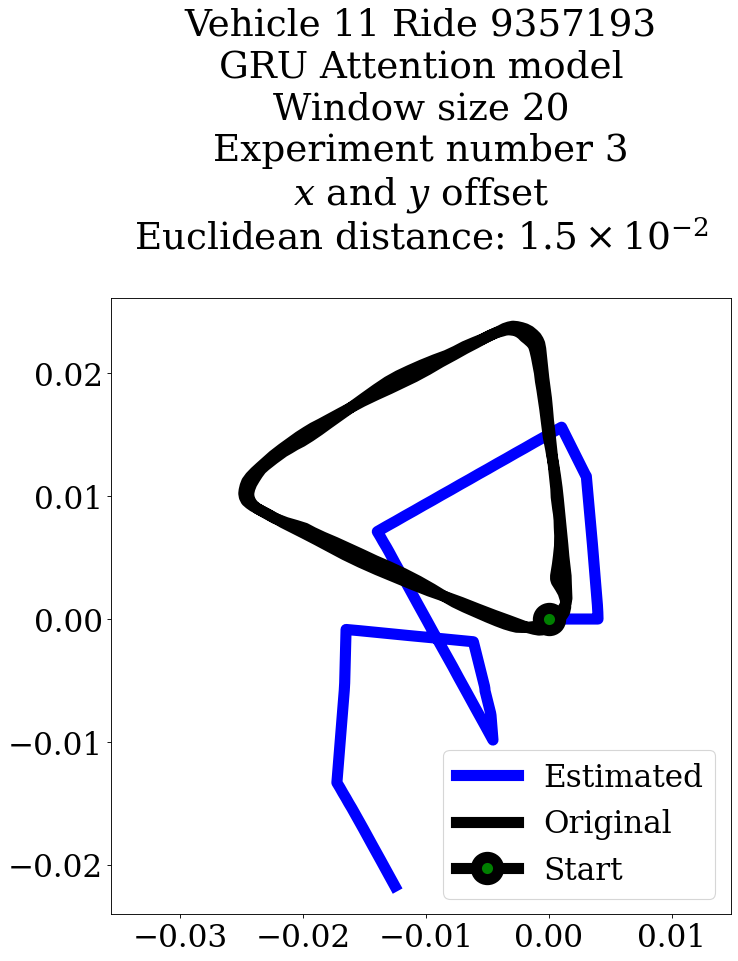 Vehicle 11 Ride 9357193
GRU Attention model
Window size 20
Experiment number 3
x and y offset
Euclidean distance: 1.5 × 10⁻²
0.02
0.01
0.00
−0.01
−0.02
Estimated
Original
Start
−0.03 −0.02 −0.01 0.00 0.01